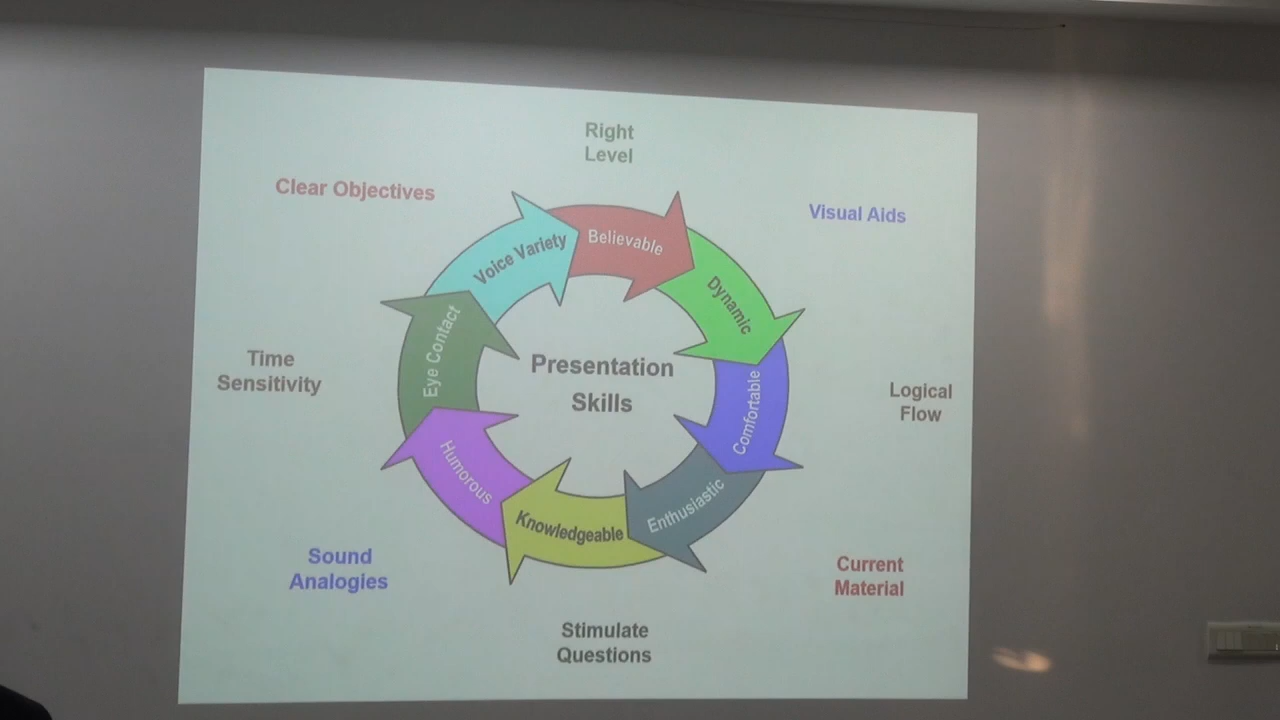 Right
Level
Clear Objectives
Visual Aids
Voice Variety
Believable
Dynamic
Eye Contact
Presentation
Skills
Time
Sensitivity
Comfortable
Logical
Flow
Humorous
Enthusiastic
Knowledgeable
Sound
Analogies
Current
Material
Stimulate
Questions